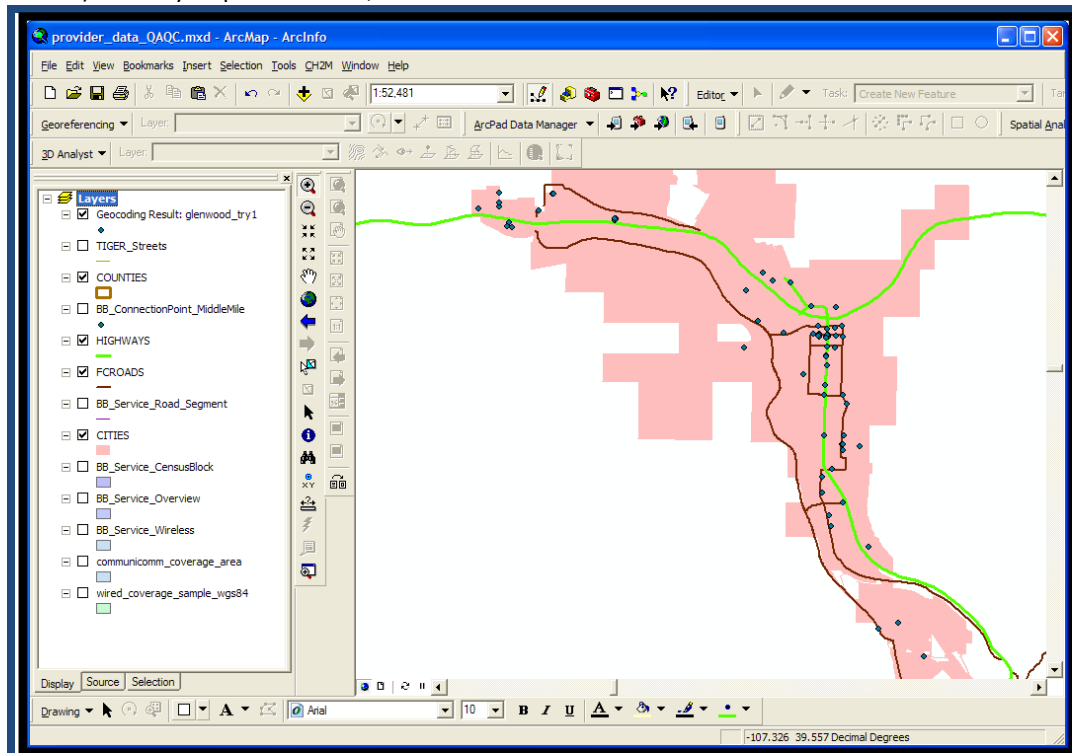 provider_data_QAQC.mxd - ArcMap - ArcInfo
File Edit View Bookmarks Insert Selection Tools CH2M Window Help
1:52,481 Editor Task: Create New Feature
Georeferencing Layer: ArcPad Data Manager Spatial
3D Analyst Layer:
Layers
Geocoding Result: glenwood_try1
TIGER_Streets
COUNTIES
BB_ConnectionPoint_MiddleMile
HIGHWAYS
FCROADS
BB_Service_Road_Segment
CITIES
BB_Service_CensusBlock
BB_Service_Overview
BB_Service_Wireless
communicomm_coverage_area
wired_coverage_sample_wgs84
Display Source Selection
Drawing A Arial 10 B I U A
-107.326 39.557 Decimal Degrees